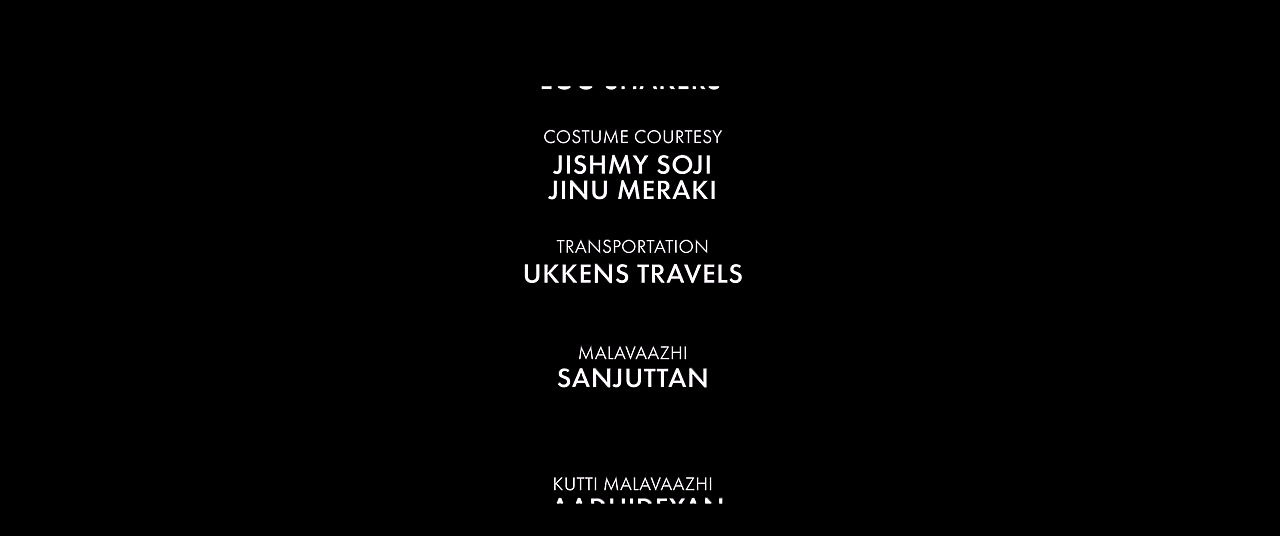 COSTUME COURTESY
JISHMY SOJI
JINU MERAKI
TRANSPORTATION
UKKENS TRAVELS
MALAVAAZHI
SANJUTTAN
KUTTI MALAVAAZHI